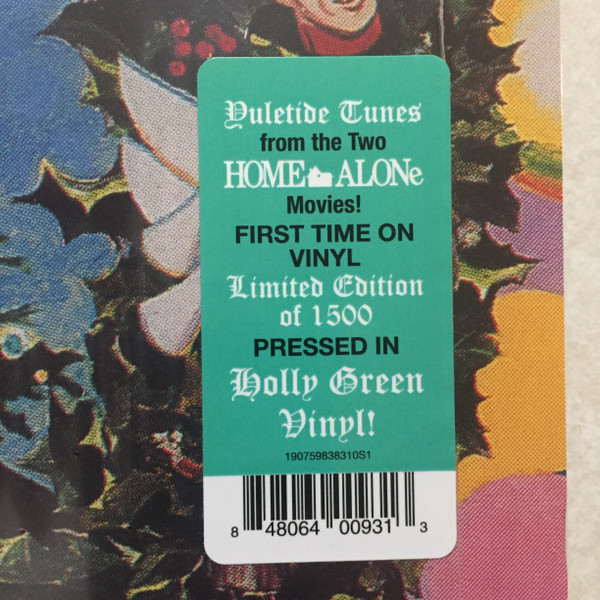 Yuletide Tunes
from the Two
HOME ALONe
Movies!
FIRST TIME ON
VINYL
Limited Edition
of 1500
PRESSED IN
Holly Green
Vinyl!
190759838310S1
8 48064 00931 3